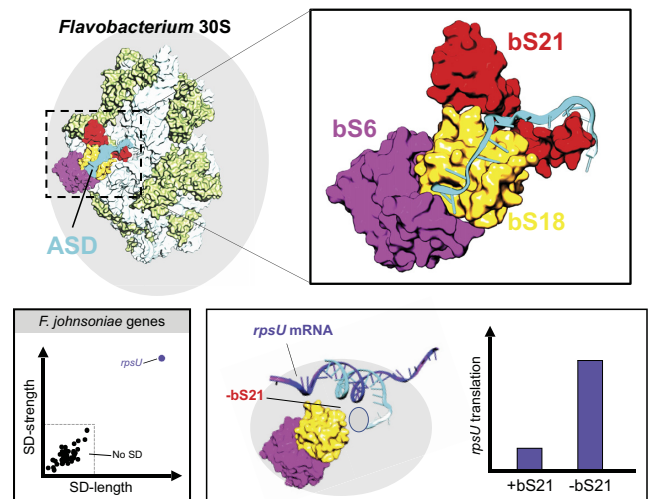 Flavobacterium 30S
ASD
bS21
bS6
bS18
F. johnsoniae genes
SD-strength
rpsU
No SD
SD-length
rpsU mRNA
-bS21
rpsU translation
+bS21 -bS21